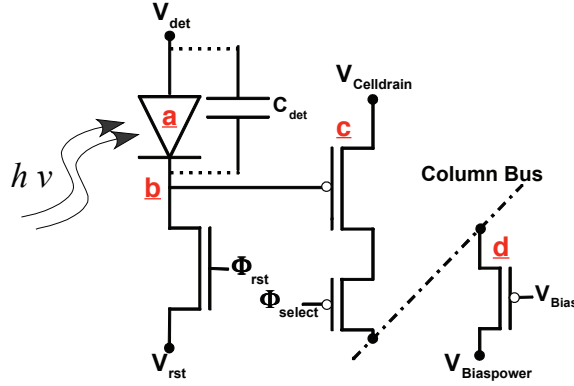 V_det
V_Celldrain
a
C_det
c
h ν
b
Column Bus
d
Φ_rst
Φ_select
V_Bias
V_rst
V_Biaspower